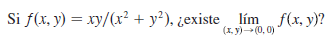 Si f(x, y) = xy/(x² + y²), ¿existe lím f(x, y)?
(x, y)→(0, 0)